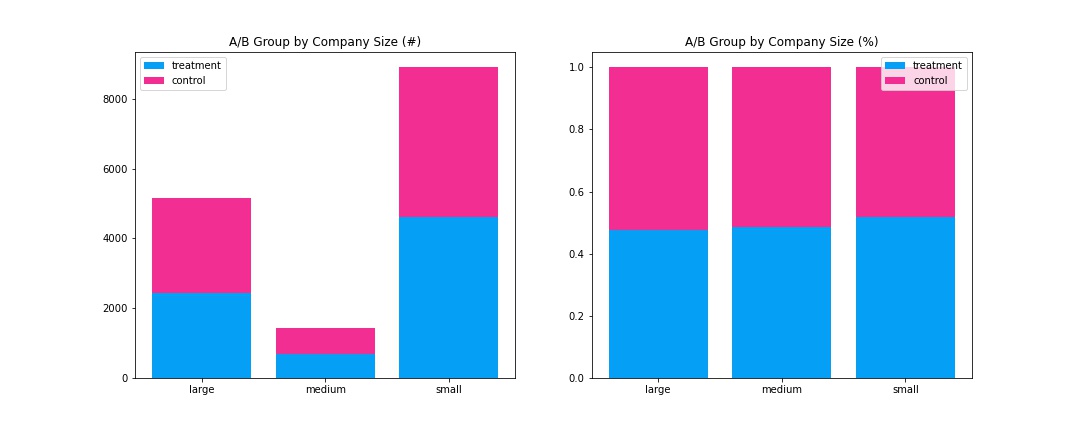 A/B Group by Company Size (#)
treatment
control
8000
6000
4000
2000
0
large medium small
A/B Group by Company Size (%)
treatment
control
1.0
0.8
0.6
0.4
0.2
0.0
large medium small